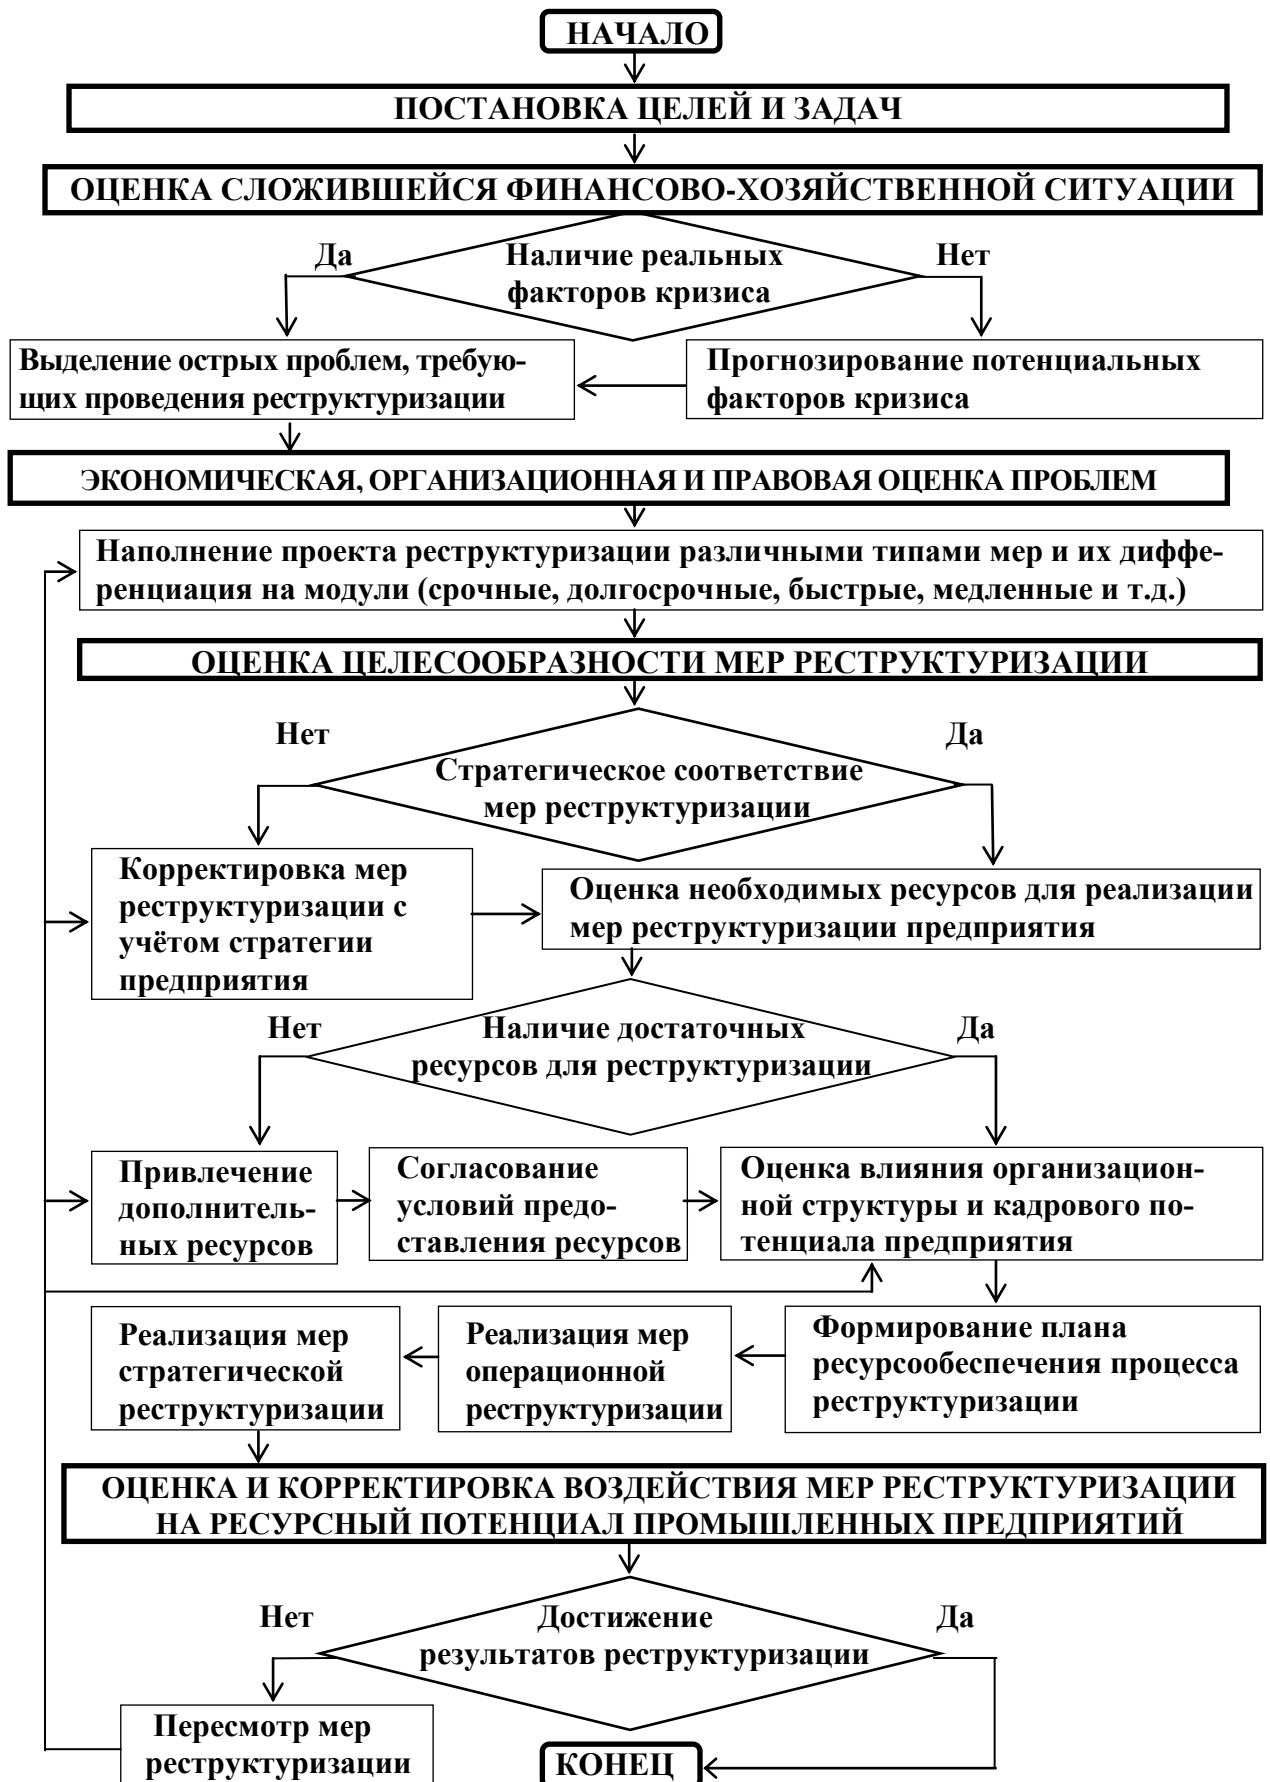 НАЧАЛО
ПОСТАНОВКА ЦЕЛЕЙ И ЗАДАЧ
ОЦЕНКА СЛОЖИВШЕЙСЯ ФИНАНСОВО-ХОЗЯЙСТВЕННОЙ СИТУАЦИИ
Да
Наличие реальных
факторов кризиса
Нет
Выделение острых проблем, требую-
щих проведения реструктуризации
Прогнозирование потенциальных
факторов кризиса
ЭКОНОМИЧЕСКАЯ, ОРГАНИЗАЦИОННАЯ И ПРАВОВАЯ ОЦЕНКА ПРОБЛЕМ
Наполнение проекта реструктуризации различными типами мер и их диффе-
ренциация на модули (срочные, долгосрочные, быстрые, медленные и т.д.)
ОЦЕНКА ЦЕЛЕСООБРАЗНОСТИ МЕР РЕСТРУКТУРИЗАЦИИ
Нет
Стратегическое соответствие
мер реструктуризации
Да
Корректировка мер
реструктуризации с
учётом стратегии
предприятия
Оценка необходимых ресурсов для реализации
мер реструктуризации предприятия
Нет
Наличие достаточных
ресурсов для реструктуризации
Да
Привлечение
дополнитель-
ных ресурсов
Согласование
условий предо-
ставления ресурсов
Оценка влияния организацион-
ной структуры и кадрового по-
тенциала предприятия
Реализация мер
стратегической
реструктуризации
Реализация мер
операционной
реструктуризации
Формирование плана
ресурсообеспечения процесса
реструктуризации
ОЦЕНКА И КОРРЕКТИРОВКА ВОЗДЕЙСТВИЯ МЕР РЕСТРУКТУРИЗАЦИИ
НА РЕСУРСНЫЙ ПОТЕНЦИАЛ ПРОМЫШЛЕННЫХ ПРЕДПРИЯТИЙ
Нет
Достижение
результатов реструктуризации
Да
Пересмотр мер
реструктуризации
КОНЕЦ